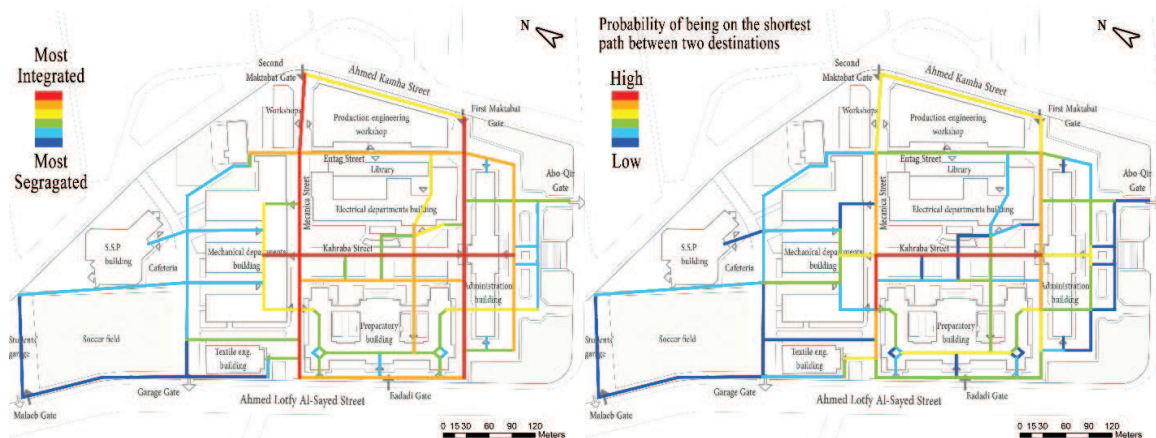 N
Most
Integrated
Most
Segragated
Second
Maktabat Gate
Ahmed Kamha Street
Workshops
Production engineering
workshop
First Maktabat
Gate
Entag Street
Library
Abo-Qir
Gate
Mecanica Street
Electrical departments building
S.S.P
building
Cafeteria
Mechanical departments
building
Kahraba Street
Administration
building
Students'
garage
Soccer field
Preparatory
building
Textile eng.
building
Garage Gate
Malaeb Gate
Ahmed Lotfy Al-Sayed Street
Eadadi Gate
0 15 30 60 90 120
Meters
Probability of being on the shortest
path between two destinations
N
High
Low
Second
Maktabat Gate
Ahmed Kamha Street
Workshops
Production engineering
workshop
First Maktabat
Gate
Entag Street
Library
Abo-Qir
Gate
Mecanica Street
Electrical departments building
S.S.P
building
Cafeteria
Mechanical departments
building
Kahraba Street
Administration
building
Students'
garage
Soccer field
Preparatory
building
Textile eng.
building
Garage Gate
Malaeb Gate
Ahmed Lotfy Al-Sayed Street
Eadadi Gate
0 15 30 60 90 120
Meters